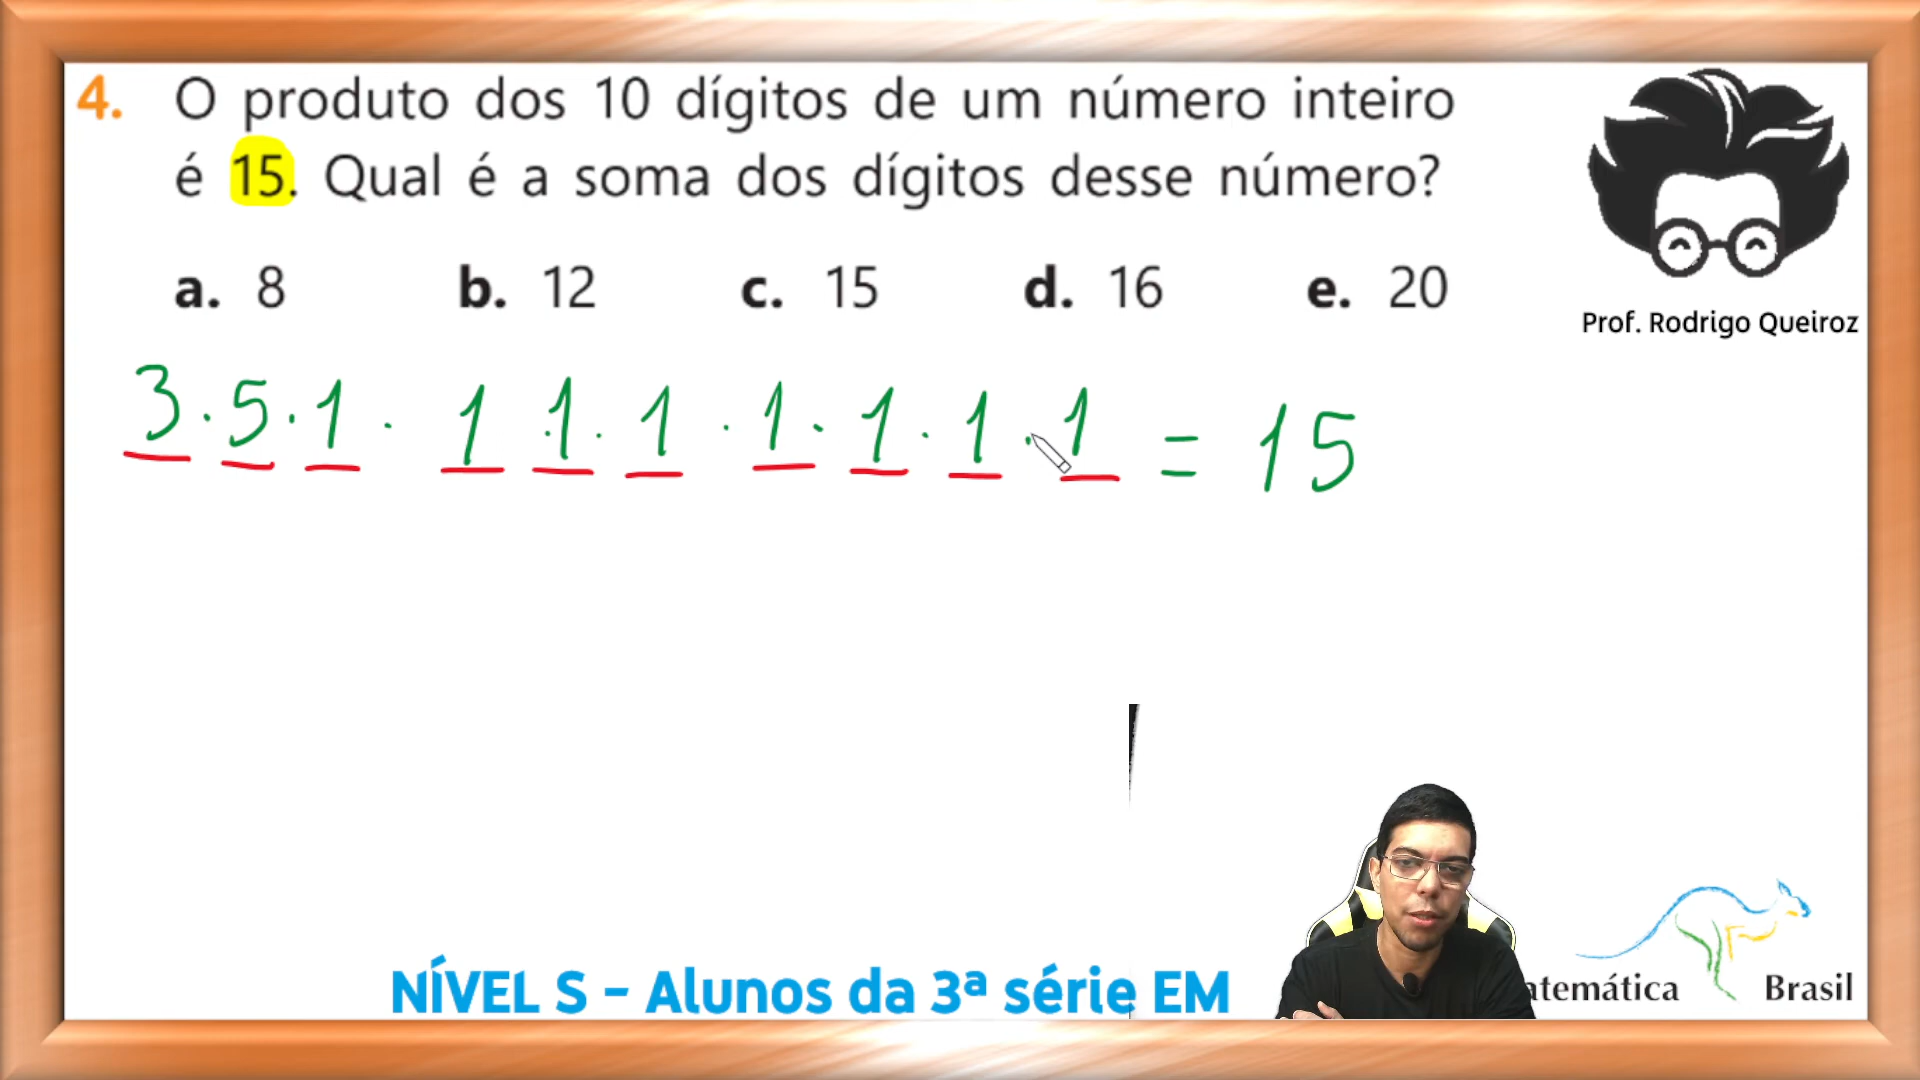 4. O produto dos 10 dígitos de um número inteiro
é 15. Qual é a soma dos dígitos desse número?
a. 8 b. 12 c. 15 d. 16 e. 20
Prof. Rodrigo Queiroz
3 · 5 · 1 · 1 · 1 · 1 · 1 · 1 · 1 · 1 = 15
NÍVEL S - Alunos da 3ª série EM
atemática Brasil